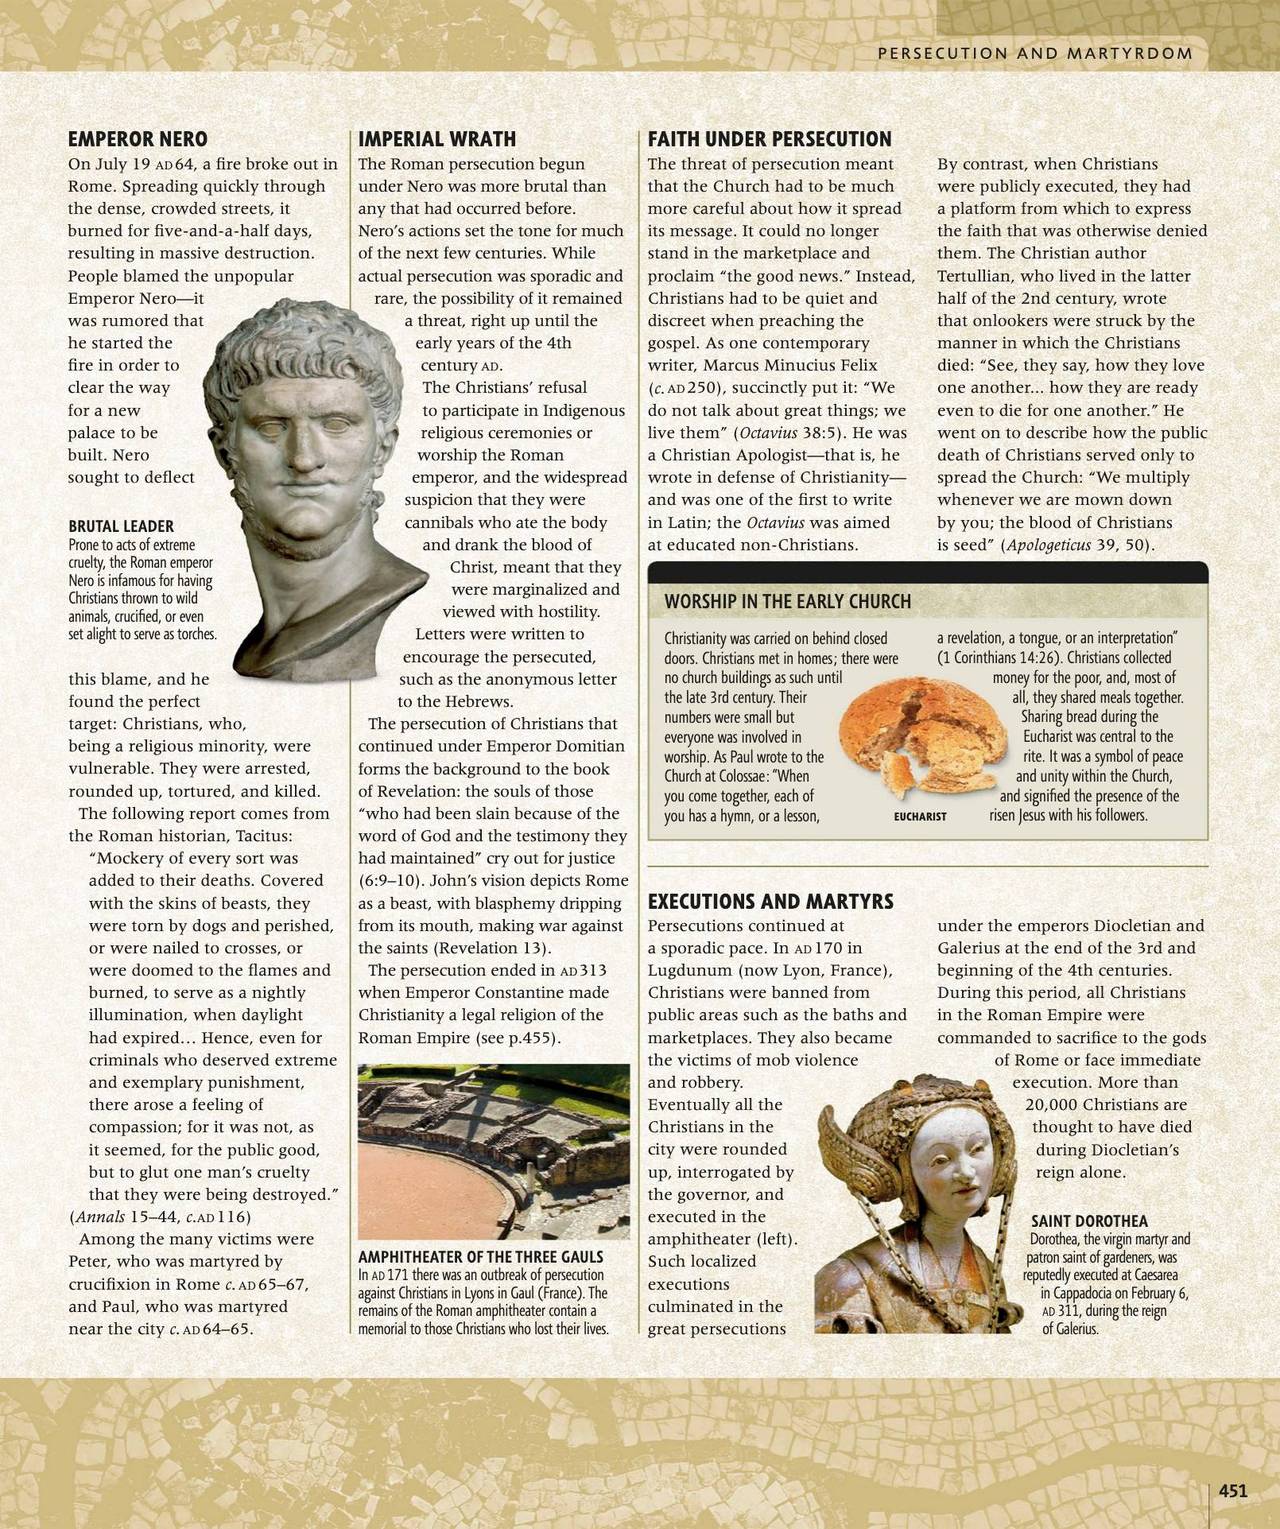 PERSECUTION AND MARTYRDOM
EMPEROR NERO
On July 19 AD 64, a fire broke out in
Rome. Spreading quickly through
the dense, crowded streets, it
burned for five-and-a-half days,
resulting in massive destruction.
People blamed the unpopular
Emperor Nero—it
was rumored that
he started the
fire in order to
clear the way
for a new
palace to be
built. Nero
sought to deflect
BRUTAL LEADER
Prone to acts of extreme
cruelty, the Roman emperor
Nero is infamous for having
Christians thrown to wild
animals, crucified, or even
set alight to serve as torches.
this blame, and he
found the perfect
target: Christians, who,
being a religious minority, were
vulnerable. They were arrested,
rounded up, tortured, and killed.
The following report comes from
the Roman historian, Tacitus:
“Mockery of every sort was
added to their deaths. Covered
with the skins of beasts, they
were torn by dogs and perished,
or were nailed to crosses, or
were doomed to the flames and
burned, to serve as a nightly
illumination, when daylight
had expired… Hence, even for
criminals who deserved extreme
and exemplary punishment,
there arose a feeling of
compassion; for it was not, as
it seemed, for the public good,
but to glut one man’s cruelty
that they were being destroyed.”
(Annals 15–44, c.AD 116)
Among the many victims were
Peter, who was martyred by
crucifixion in Rome c. AD 65–67,
and Paul, who was martyred
near the city c. AD 64–65.
IMPERIAL WRATH
The Roman persecution begun
under Nero was more brutal than
any that had occurred before.
Nero’s actions set the tone for much
of the next few centuries. While
actual persecution was sporadic and
rare, the possibility of it remained
a threat, right up until the
early years of the 4th
century AD.
The Christians’ refusal
to participate in Indigenous
religious ceremonies or
worship the Roman
emperor, and the widespread
suspicion that they were
cannibals who ate the body
and drank the blood of
Christ, meant that they
were marginalized and
viewed with hostility.
Letters were written to
encourage the persecuted,
such as the anonymous letter
to the Hebrews.
The persecution of Christians that
continued under Emperor Domitian
forms the background to the book
of Revelation: the souls of those
“who had been slain because of the
word of God and the testimony they
had maintained” cry out for justice
(6:9–10). John’s vision depicts Rome
as a beast, with blasphemy dripping
from its mouth, making war against
the saints (Revelation 13).
The persecution ended in AD 313
when Emperor Constantine made
Christianity a legal religion of the
Roman Empire (see p.455).
AMPHITHEATER OF THE THREE GAULS
In AD 171 there was an outbreak of persecution
against Christians in Lyons in Gaul (France). The
remains of the Roman amphitheater contain a
memorial to those Christians who lost their lives.
FAITH UNDER PERSECUTION
The threat of persecution meant
that the Church had to be much
more careful about how it spread
its message. It could no longer
stand in the marketplace and
proclaim “the good news.” Instead,
Christians had to be quiet and
discreet when preaching the
gospel. As one contemporary
writer, Marcus Minucius Felix
(c. AD 250), succinctly put it: “We
do not talk about great things; we
live them” (Octavius 38:5). He was
a Christian Apologist—that is, he
wrote in defense of Christianity—
and was one of the first to write
in Latin; the Octavius was aimed
at educated non-Christians.
By contrast, when Christians
were publicly executed, they had
a platform from which to express
the faith that was otherwise denied
them. The Christian author
Tertullian, who lived in the latter
half of the 2nd century, wrote
that onlookers were struck by the
manner in which the Christians
died: “See, they say, how they love
one another... how they are ready
even to die for one another.” He
went on to describe how the public
death of Christians served only to
spread the Church: “We multiply
whenever we are mown down
by you; the blood of Christians
is seed” (Apologeticus 39, 50).
WORSHIP IN THE EARLY CHURCH
Christianity was carried on behind closed
doors. Christians met in homes; there were
no church buildings as such until
the late 3rd century. Their
numbers were small but
everyone was involved in
worship. As Paul wrote to the
Church at Colossae: “When
you come together, each of
you has a hymn, or a lesson,
a revelation, a tongue, or an interpretation”
(1 Corinthians 14:26). Christians collected
money for the poor, and, most of
all, they shared meals together.
Sharing bread during the
Eucharist was central to the
rite. It was a symbol of peace
and unity within the Church,
and signified the presence of the
risen Jesus with his followers.
EUCHARIST
EXECUTIONS AND MARTYRS
Persecutions continued at
a sporadic pace. In AD 170 in
Lugdunum (now Lyon, France),
Christians were banned from
public areas such as the baths and
marketplaces. They also became
the victims of mob violence
and robbery.
Eventually all the
Christians in the
city were rounded
up, interrogated by
the governor, and
executed in the
amphitheater (left).
Such localized
executions
culminated in the
great persecutions
under the emperors Diocletian and
Galerius at the end of the 3rd and
beginning of the 4th centuries.
During this period, all Christians
in the Roman Empire were
commanded to sacrifice to the gods
of Rome or face immediate
execution. More than
20,000 Christians are
thought to have died
during Diocletian’s
reign alone.
SAINT DOROTHEA
Dorothea, the virgin martyr and
patron saint of gardeners, was
reputedly executed at Caesarea
in Cappadocia on February 6,
AD 311, during the reign
of Galerius.
451